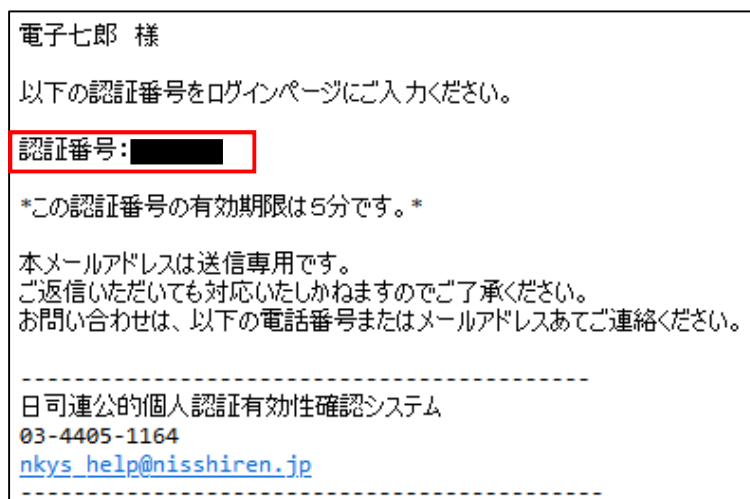 電子七郎 様
以下の認証番号をログインページにご入力ください。
認証番号:
*この認証番号の有効期限は5分です。*
本メールアドレスは送信専用です。
ご返信いただいても対応いたしかねますのでご了承ください。
お問い合わせは、以下の電話番号またはメールアドレスあてご連絡ください。
-------------------------------------------
日司連公的個人認証有効性確認システム
03-4405-1164
nkys_help@nisshiren.jp
--------------------------------------------